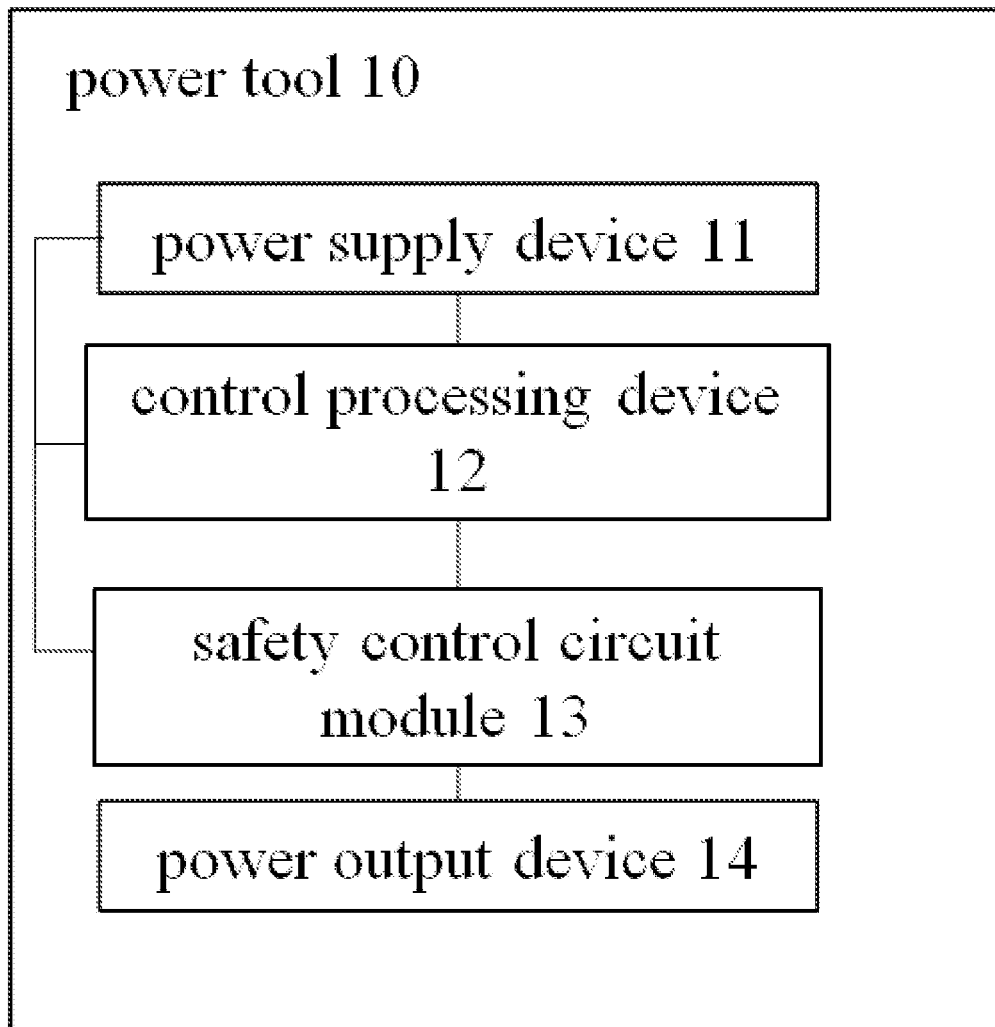 power tool 10
power supply device 11
control processing device
12
safety control circuit
module 13
power output device 14